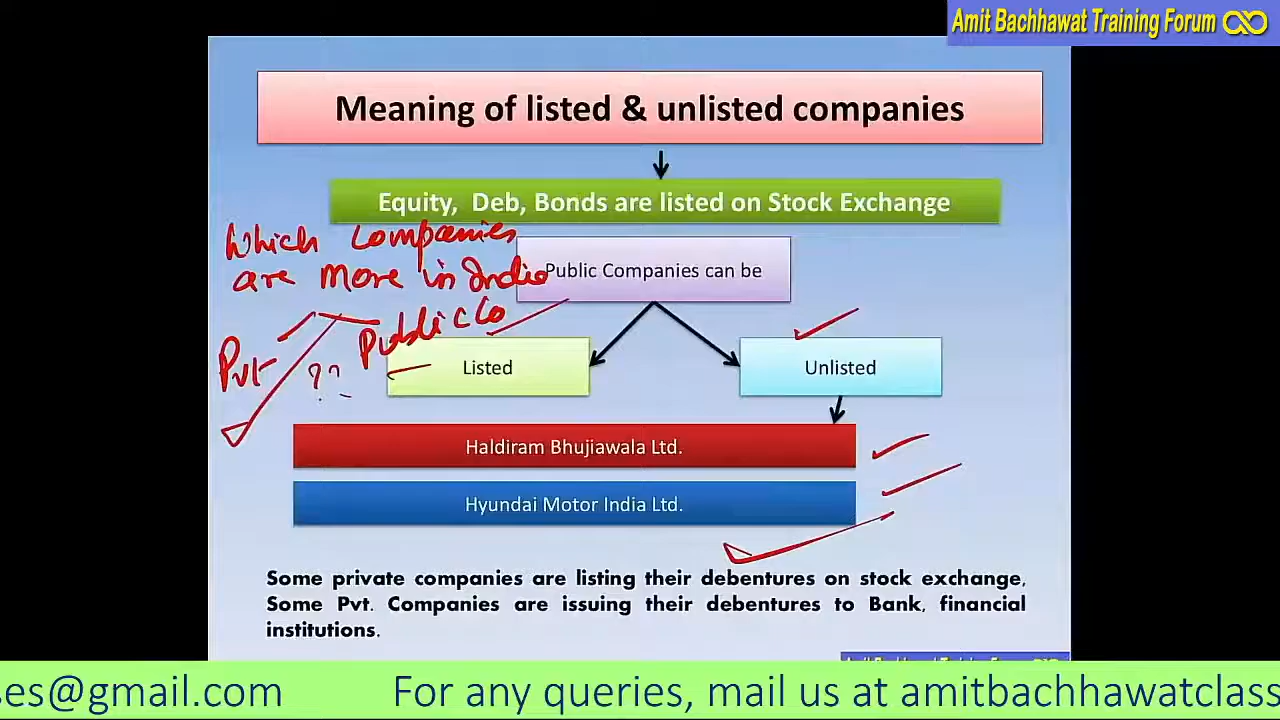 Amit Bachhawat Training Forum
Meaning of listed & unlisted companies
Equity, Deb, Bonds are listed on Stock Exchange
Which Companies
are more in India
Public Companies can be
Pvt
Public Co
??
Listed
Unlisted
Haldiram Bhujiawala Ltd.
Hyundai Motor India Ltd.
Some private companies are listing their debentures on stock exchange,
Some Pvt. Companies are issuing their debentures to Bank, financial
institutions.
ses@gmail.com For any queries, mail us at amitbachhawatclass